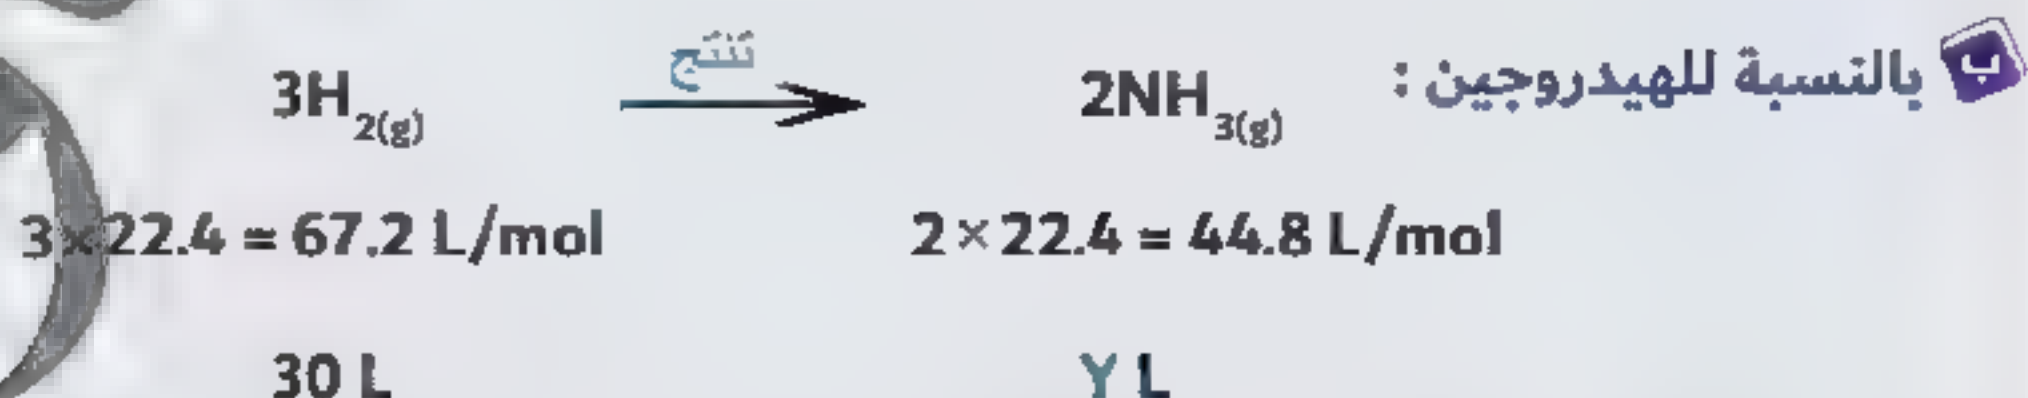 ب بالنسبة للهيدروجين :
3H2(g) تنتج 2NH3(g)
3×22.4 = 67.2 L/mol 2×22.4 = 44.8 L/mol
30 L Y L